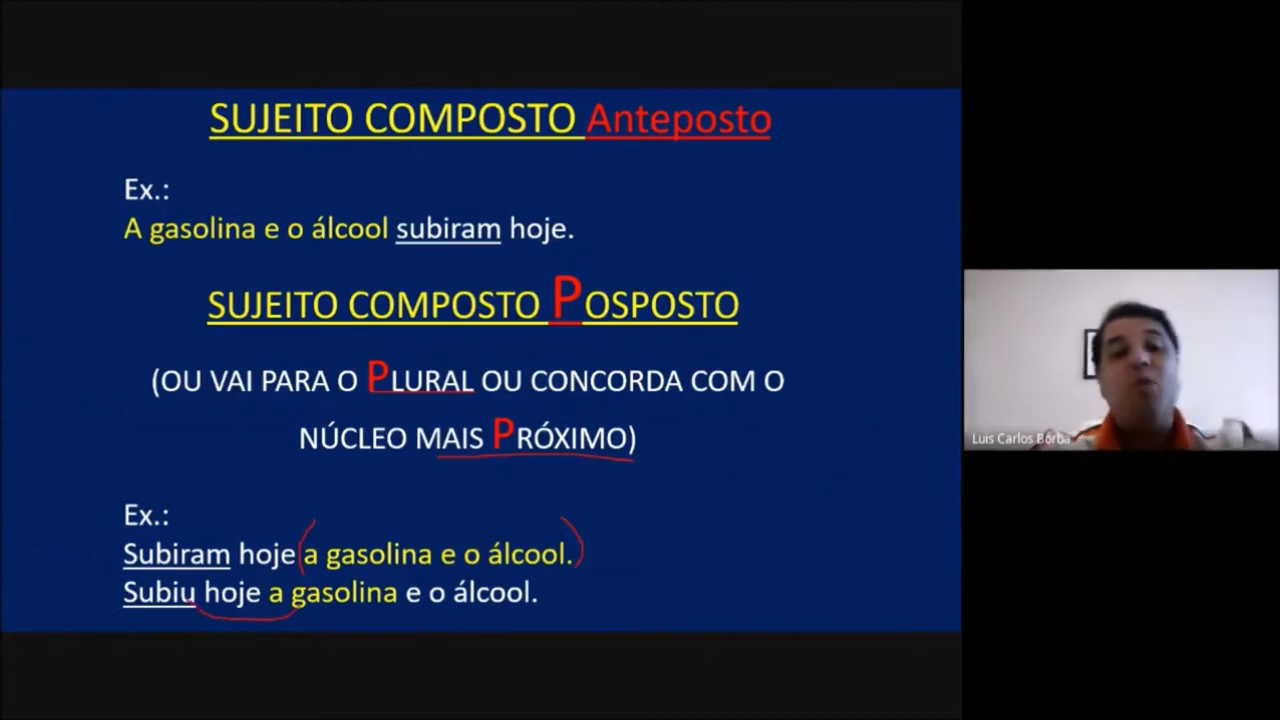 SUJEITO COMPOSTO Anteposto
Ex.:
A gasolina e o álcool subiram hoje.
SUJEITO COMPOSTO POSPOSTO
(OU VAI PARA O PLURAL OU CONCORDA COM O
NÚCLEO MAIS PRÓXIMO)
Luis Carlos Borba
Ex.:
Subiram hoje a gasolina e o álcool.
Subiu hoje a gasolina e o álcool.